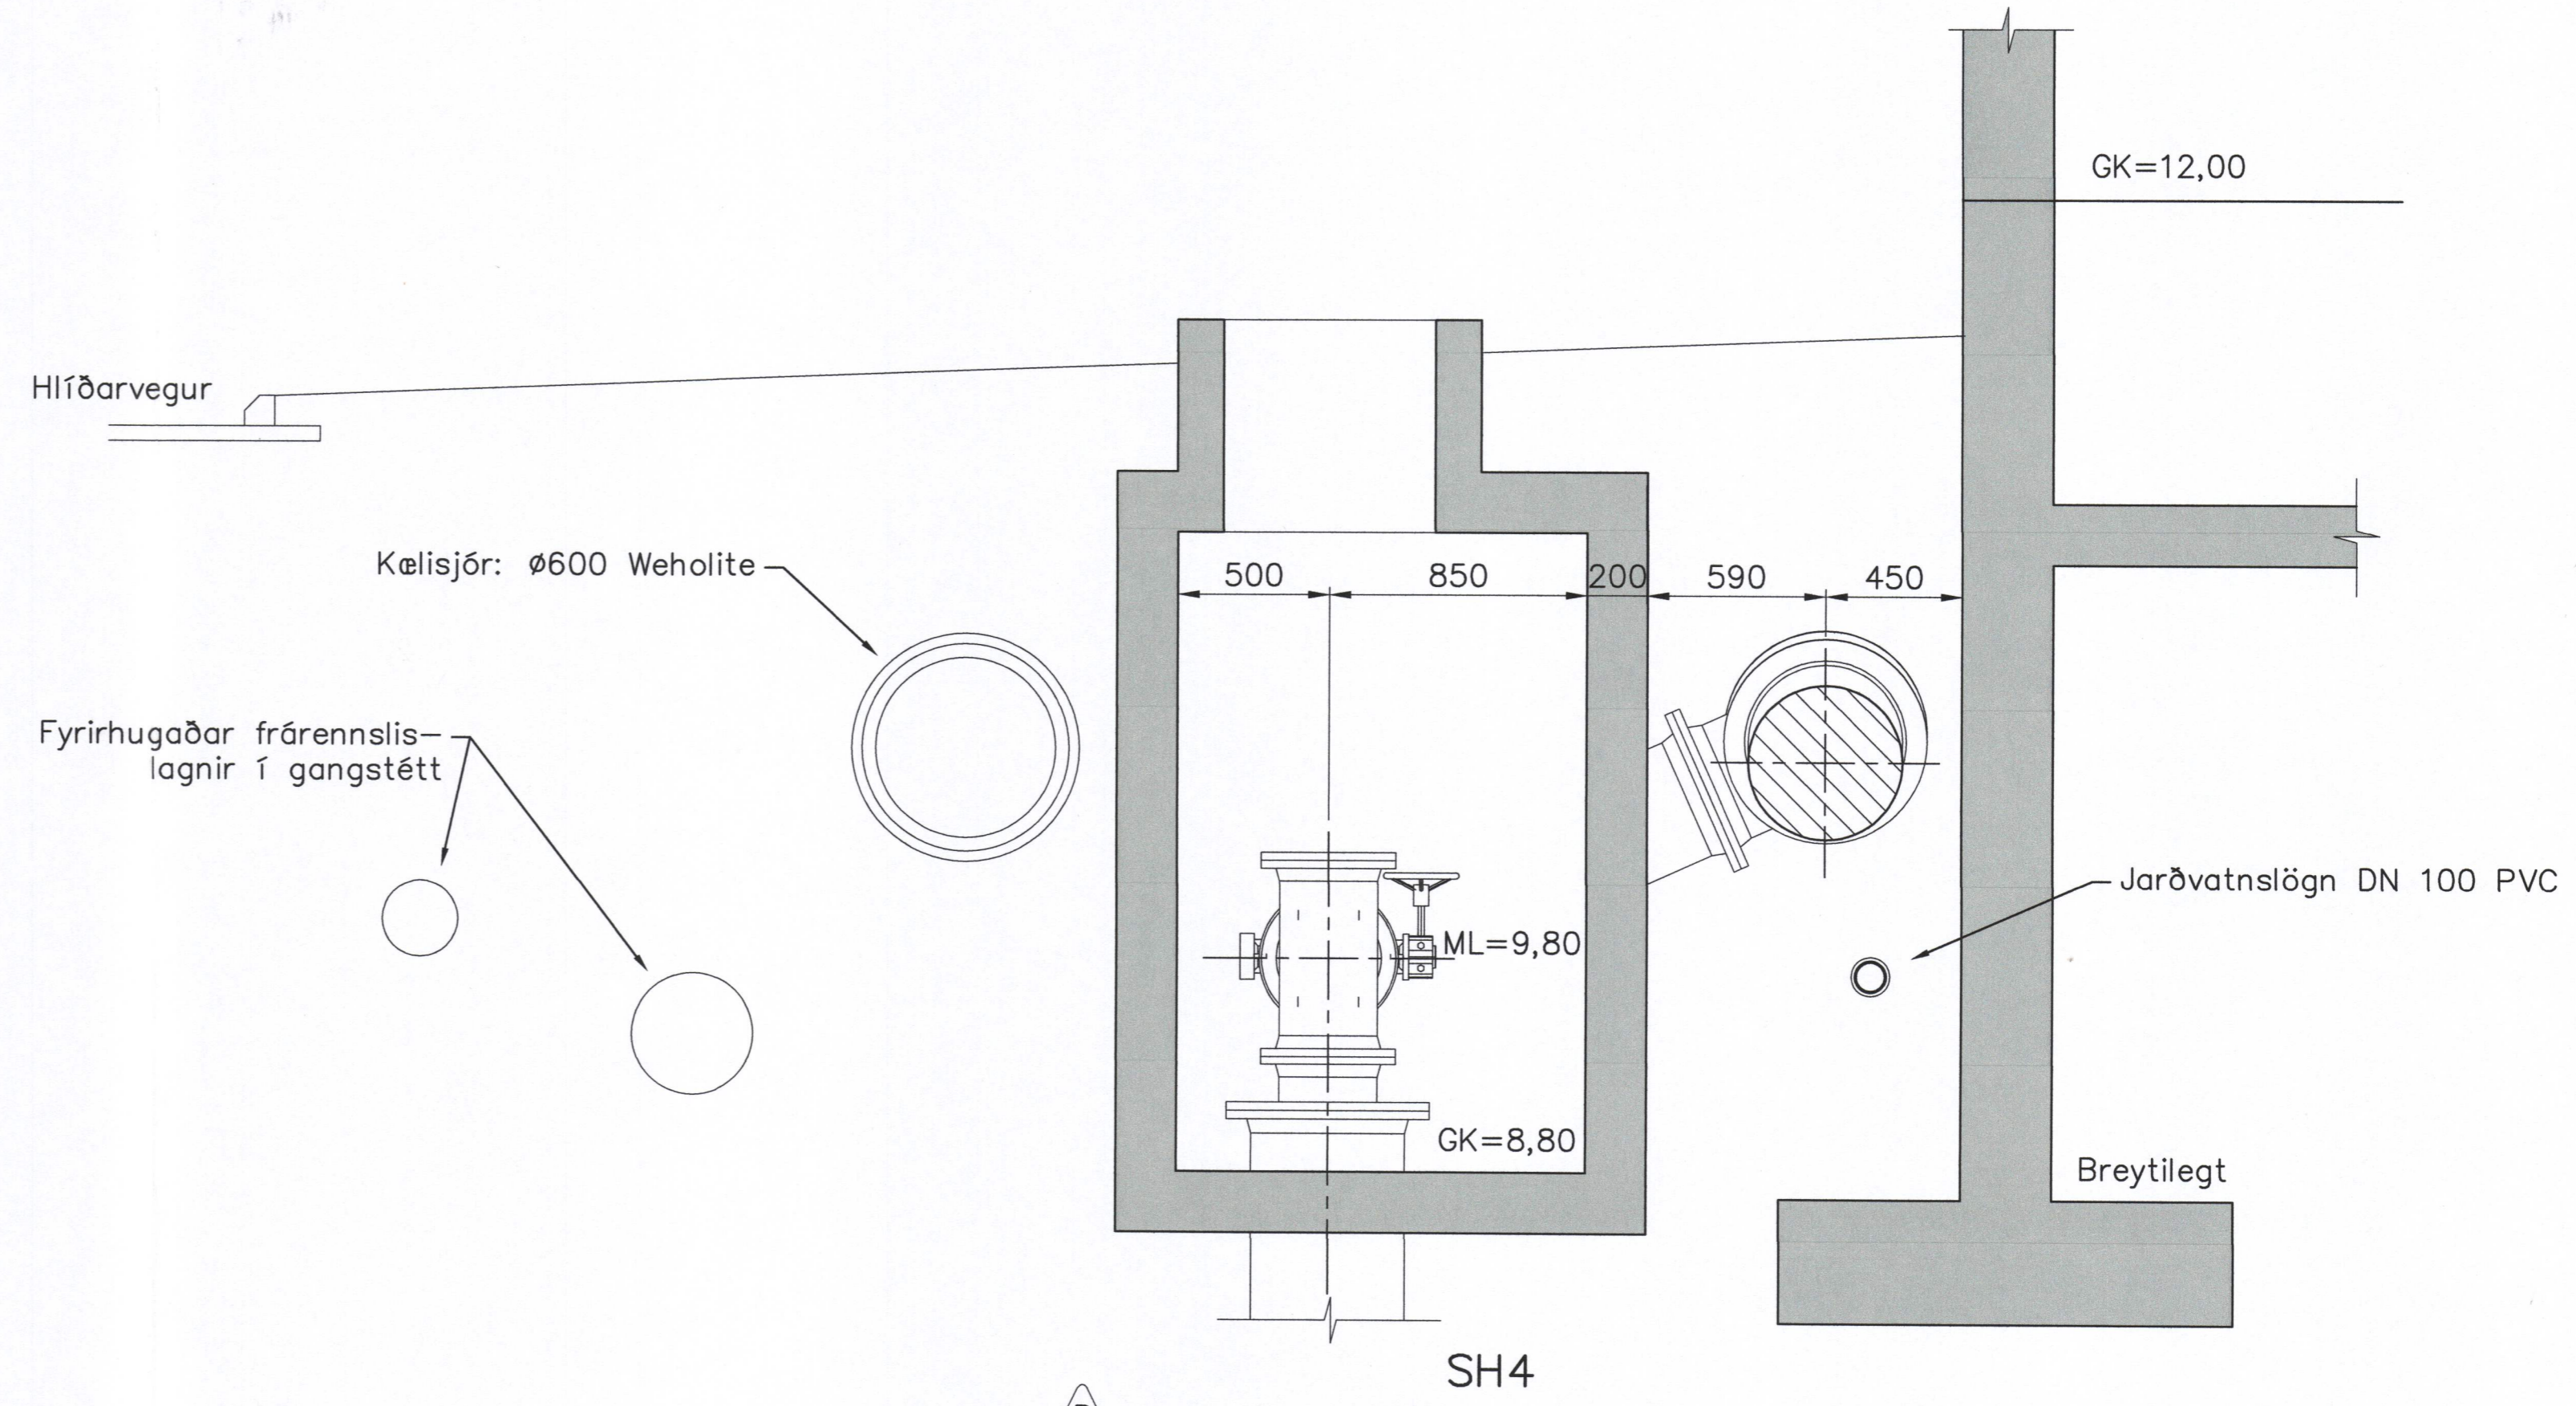 GK=12,00
Hlíðarvegur
Kælisjór: ø600 Weholite
500
850
200
590
450
Fyrirhugaðar frárennslis-
lagnir í gangstétt
Jarðvatnslögn DN 100 PVC
ML=9,80
GK=8,80
Breytilegt
SH4